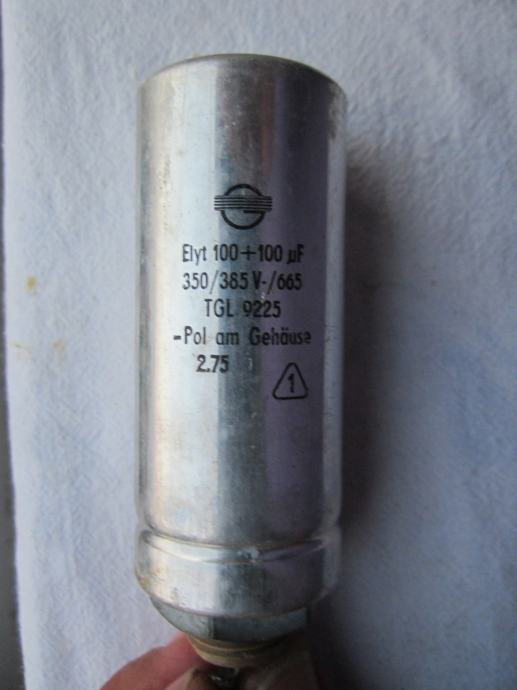 Elyt 100+100 µF
350/385 V-/665
TGL 9225
-Pol am Gehäuse
2.75
1